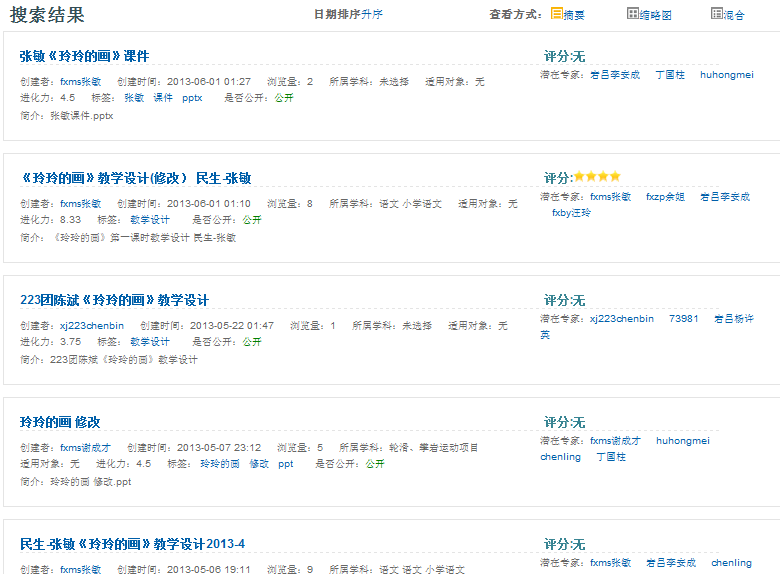 搜索结果 日期排序升序 查看方式： 摘要 缩略图 混合
张敏《玲玲的画》课件 评分:无
创建者：fxms张敏 创建时间：2013-06-01 01:27 浏览量：2 所属学科：未选择 适用对象：无
潜在专家：宕吕李安成 丁国柱 huhongmei
进化力：4.5 标签： 张敏 课件 pptx 是否公开：公开
简介：张敏课件.pptx
《玲玲的画》教学设计(修改） 民生-张敏 评分:
创建者：fxms张敏 创建时间：2013-06-01 01:10 浏览量：8 所属学科：语文 小学语文 适用对象：无
潜在专家：fxms张敏 fxzp余姐 宕吕李安成
进化力：8.33 标签： 教学设计 是否公开：公开
fxby汪玲
简介：《玲玲的画》第一课时教学设计 民生-张敏
223团陈斌《玲玲的画》教学设计 评分:无
创建者：xj223chenbin 创建时间：2013-05-22 01:47 浏览量：1 所属学科：未选择 适用对象：无
潜在专家：xj223chenbin 73981 宕吕杨许
进化力：3.75 标签： 教学设计 是否公开：公开
英
简介：223团陈斌《玲玲的画》教学设计
玲玲的画 修改 评分:无
创建者：fxms谢成才 创建时间：2013-05-07 23:12 浏览量：5 所属学科：轮滑、攀岩运动项目
潜在专家：fxms谢成才 huhongmei
适用对象：无 进化力：4.5 标签： 玲玲的画 修改 ppt 是否公开：公开
chenling 丁国柱
简介：玲玲的画 修改.ppt
民生-张敏《玲玲的画》教学设计2013-4 评分:无
创建者：fxms张敏 创建时间：2013-05-06 19:11 浏览量：9 所属学科：语文 语文 小学语文
潜在专家：fxms张敏 宕吕李安成 chenling